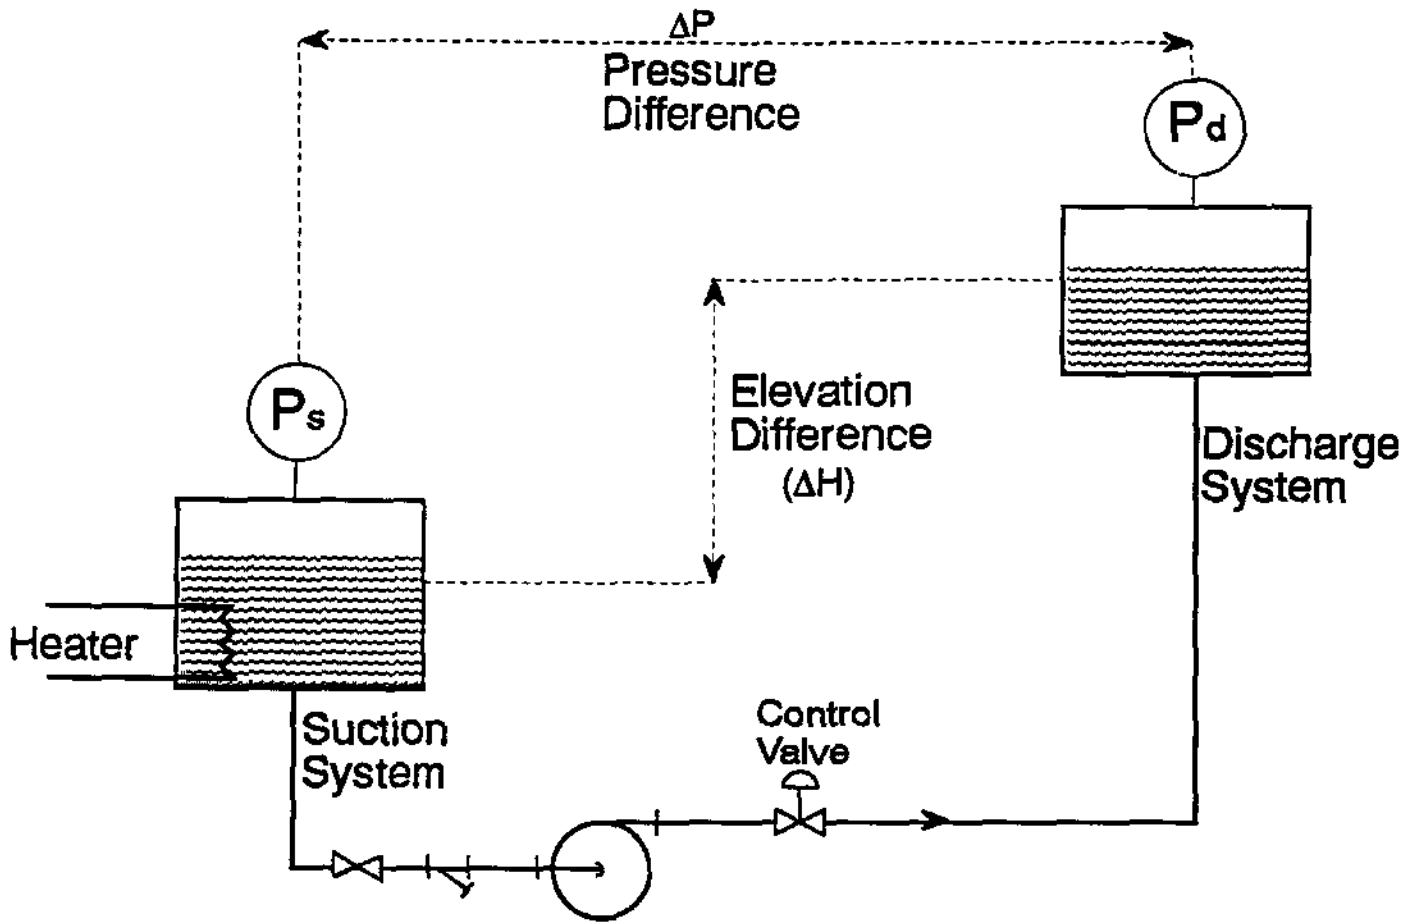 ΔP
Pressure
Difference
Pd
Ps
Elevation
Difference
(ΔH)
Discharge
System
Heater
Suction
System
Control
Valve